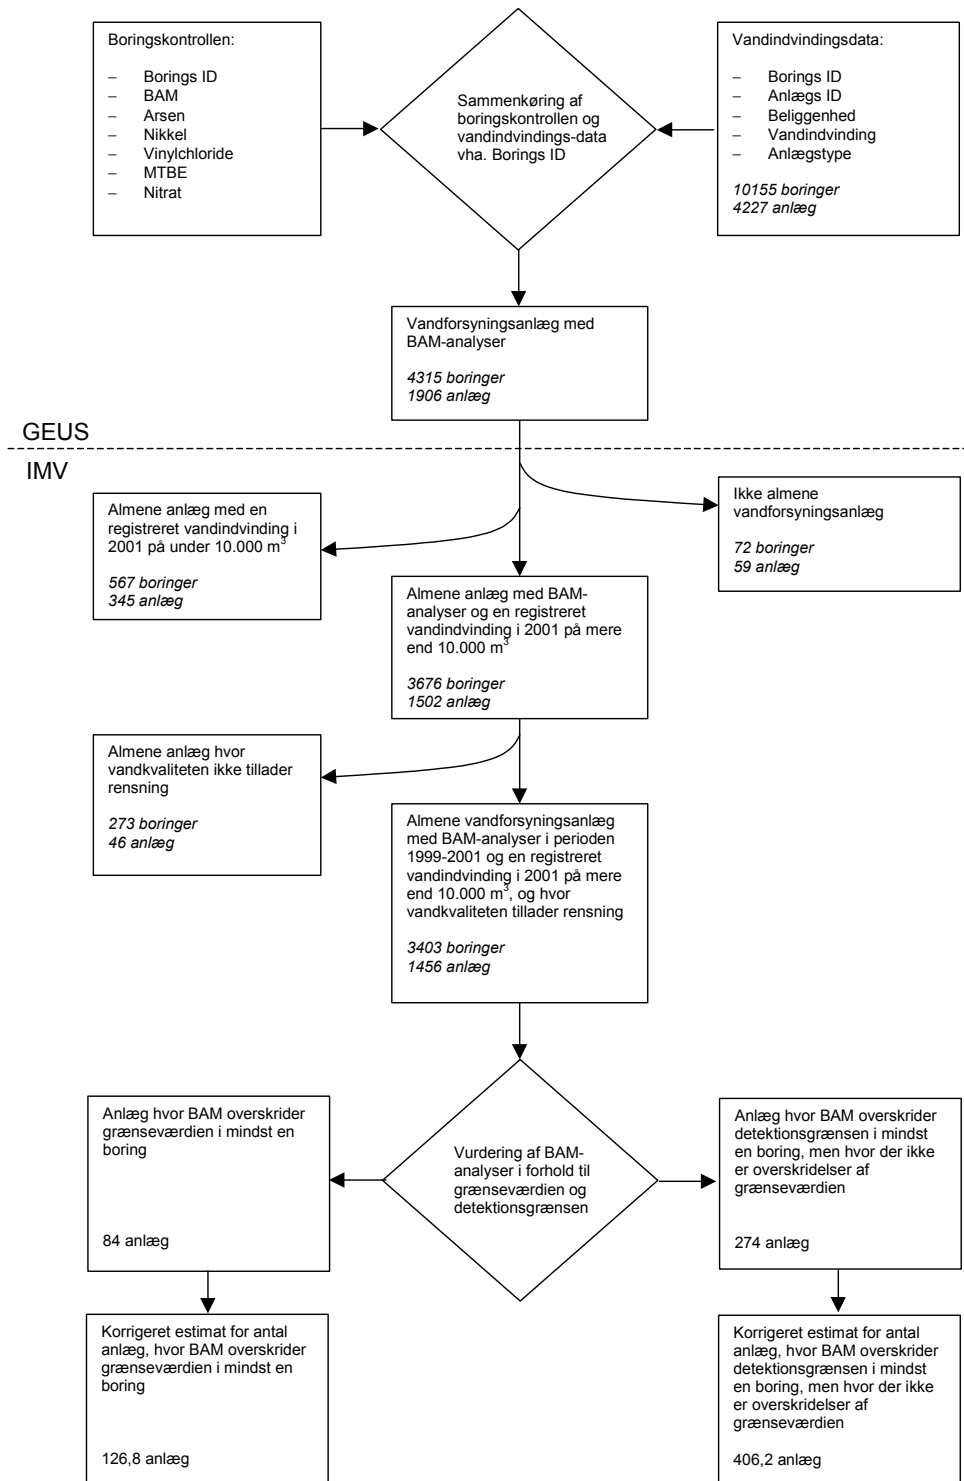 Boringskontrollen:
– Borings ID
– BAM
– Arsen
– Nikkel
– Vinylchloride
– MTBE
– Nitrat
Sammenkøring af
boringskontrollen og
vandindvindings-data
vha. Borings ID
Vandindvindingsdata:
– Borings ID
– Anlægs ID
– Beliggenhed
– Vandindvinding
– Anlægstype
10155 boringer
4227 anlæg
Vandforsyningsanlæg med
BAM-analyser
4315 boringer
1906 anlæg
GEUS
IMV
Almene anlæg med en
registreret vandindvinding i
2001 på under 10.000 m³
567 boringer
345 anlæg
Ikke almene
vandforsyningsanlæg
72 boringer
59 anlæg
Almene anlæg med BAM-
analyser og en registreret
vandindvinding i 2001 på mere
end 10.000 m³
3676 boringer
1502 anlæg
Almene anlæg hvor
vandkvaliteten ikke tillader
rensning
273 boringer
46 anlæg
Almene vandforsyningsanlæg
med BAM-analyser i perioden
1999-2001 og en registreret
vandindvinding i 2001 på mere
end 10.000 m³, og hvor
vandkvaliteten tillader rensning
3403 boringer
1456 anlæg
Anlæg hvor BAM overskrider
grænseværdien i mindst en
boring
84 anlæg
Vurdering af BAM-
analyser i forhold til
grænseværdien og
detektionsgrænsen
Anlæg hvor BAM overskrider
detektionsgrænsen i mindst
en boring, men hvor der ikke
er overskridelser af
grænseværdien
274 anlæg
Korrigeret estimat for antal
anlæg, hvor BAM overskrider
grænseværdien i mindst en
boring
126,8 anlæg
Korrigeret estimat for antal
anlæg, hvor BAM overskrider
detektionsgrænsen i mindst
en boring, men hvor der ikke
er overskridelser af
grænseværdien
406,2 anlæg